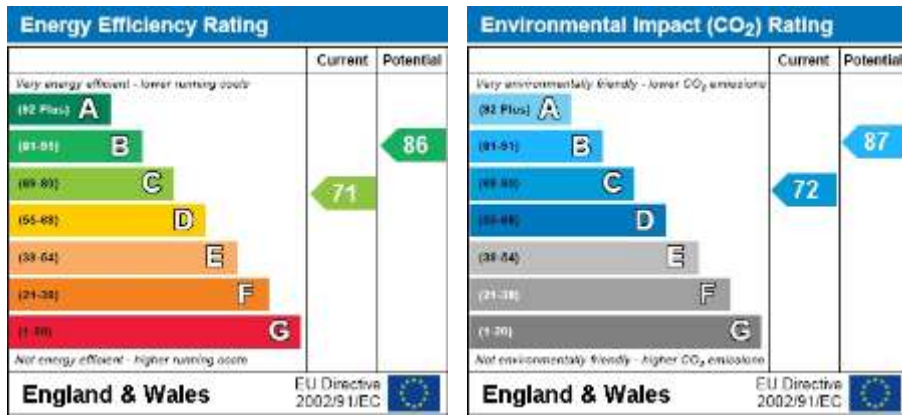 Energy Efficiency Rating
Current Potential
Very energy efficient - lower running costs
(92 Plus) A
(81-91) B
86
(69-80) C
71
(55-68) D
(39-54) E
(21-38) F
(1-20) G
Not energy efficient - higher running costs
England & Wales
EU Directive
2002/91/EC
Environmental Impact (CO₂) Rating
Current Potential
Very environmentally friendly - lower CO₂ emissions
(92 Plus) A
(81-91) B
87
(69-80) C
72
(55-68) D
(39-54) E
(21-38) F
(1-20) G
Not environmentally friendly - higher CO₂ emissions
England & Wales
EU Directive
2002/91/EC